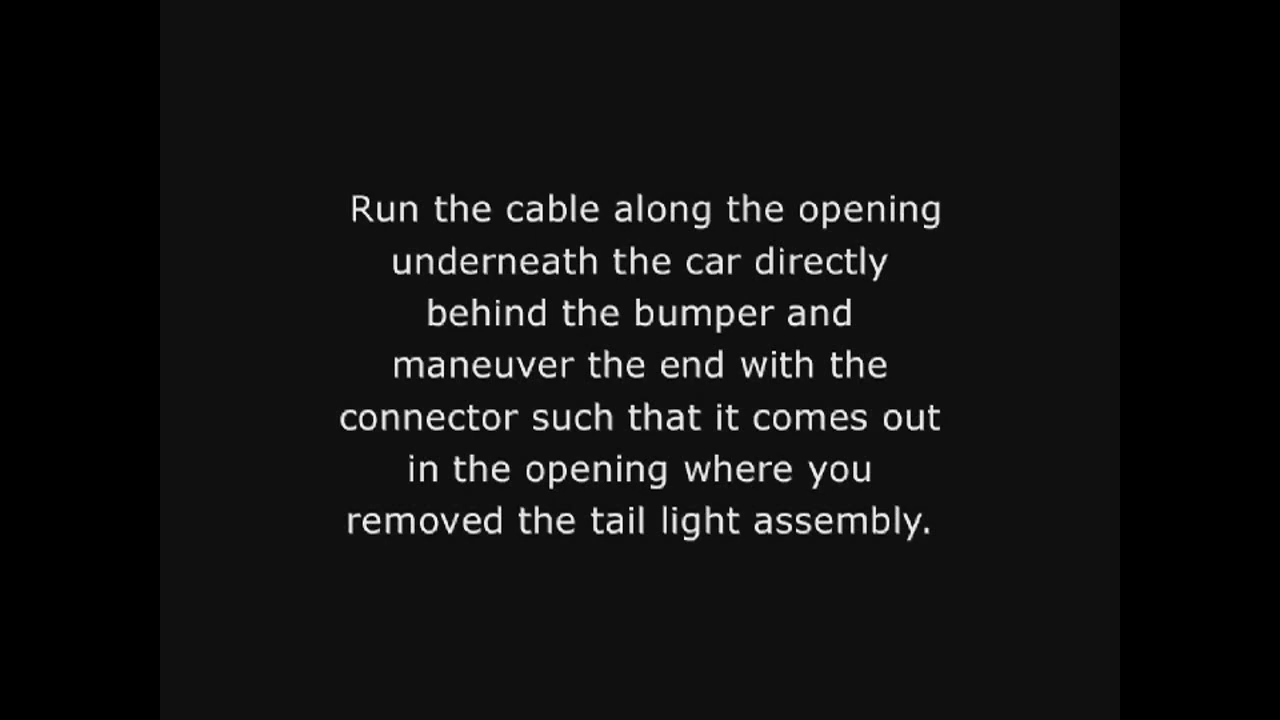 Run the cable along the opening
underneath the car directly
behind the bumper and
maneuver the end with the
connector such that it comes out
in the opening where you
removed the tail light assembly.